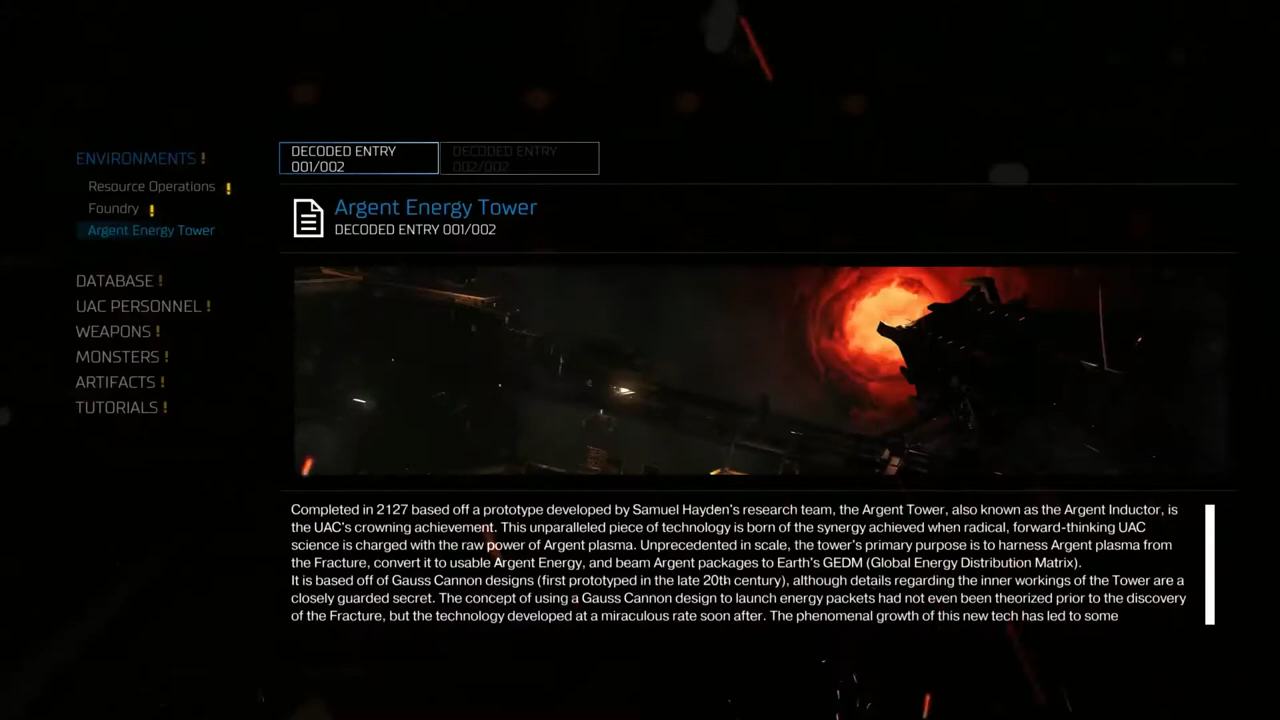 ENVIRONMENTS !
Resource Operations !
Foundry !
Argent Energy Tower
DATABASE !
UAC PERSONNEL !
WEAPONS !
MONSTERS !
ARTIFACTS !
TUTORIALS !
DECODED ENTRY
001/002
DECODED ENTRY
002/002
Argent Energy Tower
DECODED ENTRY 001/002
Completed in 2127 based off a prototype developed by Samuel Hayden's research team, the Argent Tower, also known as the Argent Inductor, is
the UAC's crowning achievement. This unparalleled piece of technology is born of the synergy achieved when radical, forward-thinking UAC
science is charged with the raw power of Argent plasma. Unprecedented in scale, the tower's primary purpose is to harness Argent plasma from
the Fracture, convert it to usable Argent Energy, and beam Argent packages to Earth's GEDM (Global Energy Distribution Matrix).
It is based off of Gauss Cannon designs (first prototyped in the late 20th century), although details regarding the inner workings of the Tower are a
closely guarded secret. The concept of using a Gauss Cannon design to launch energy packets had not even been theorized prior to the discovery
of the Fracture, but the technology developed at a miraculous rate soon after. The phenomenal growth of this new tech has led to some